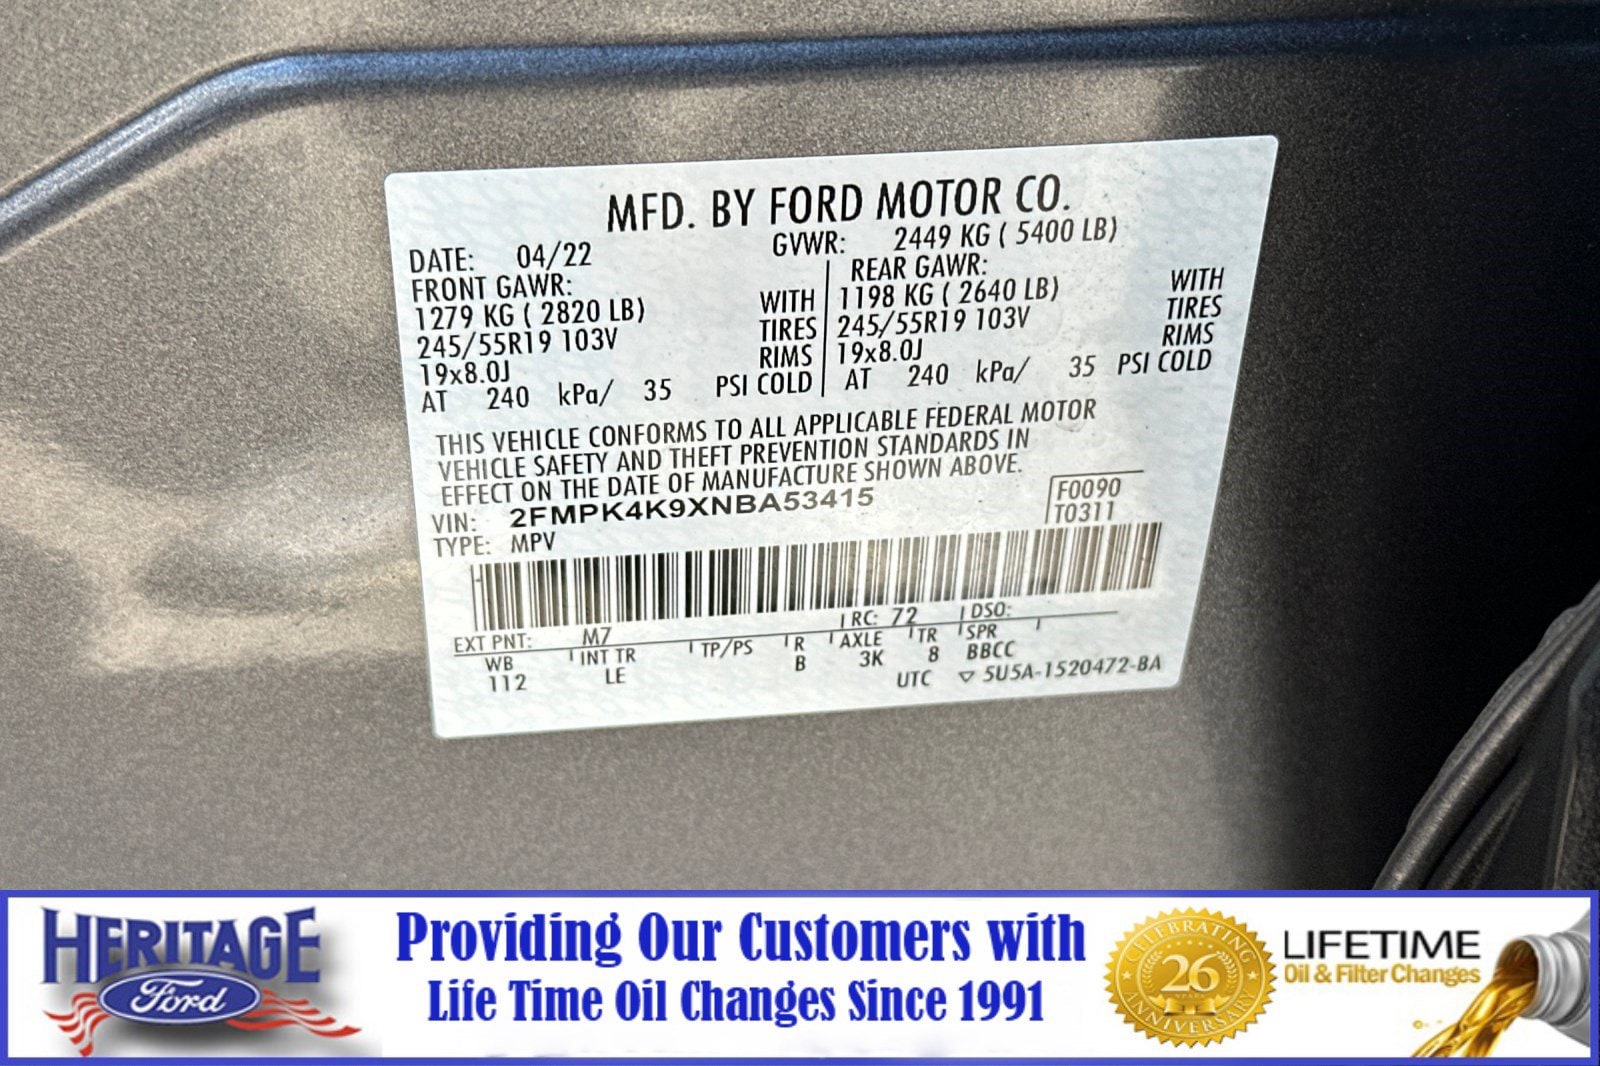 MFD. BY FORD MOTOR CO.
DATE: 04/22 GVWR: 2449 KG ( 5400 LB)
FRONT GAWR: REAR GAWR:
1279 KG ( 2820 LB) WITH 1198 KG ( 2640 LB) WITH
245/55R19 103V TIRES 245/55R19 103V TIRES
19x8.0J RIMS 19x8.0J RIMS
AT 240 kPa/ 35 PSI COLD AT 240 kPa/ 35 PSI COLD
THIS VEHICLE CONFORMS TO ALL APPLICABLE FEDERAL MOTOR
VEHICLE SAFETY AND THEFT PREVENTION STANDARDS IN
EFFECT ON THE DATE OF MANUFACTURE SHOWN ABOVE.
VIN: 2FMPK4K9XNBA53415 F0090
TYPE: MPV T0311
EXT PNT: M7 RC: 72 DSO:
WB INT TR TP/PS R AXLE TR SPR
112 LE B 3K 8 BBCC
UTC ▽ 5U5A-1520472-BA
HERITAGE
Ford
Providing Our Customers with
Life Time Oil Changes Since 1991
CELEBRATING
26
YEARS
ANNIVERSARY
LIFETIME
Oil & Filter Changes